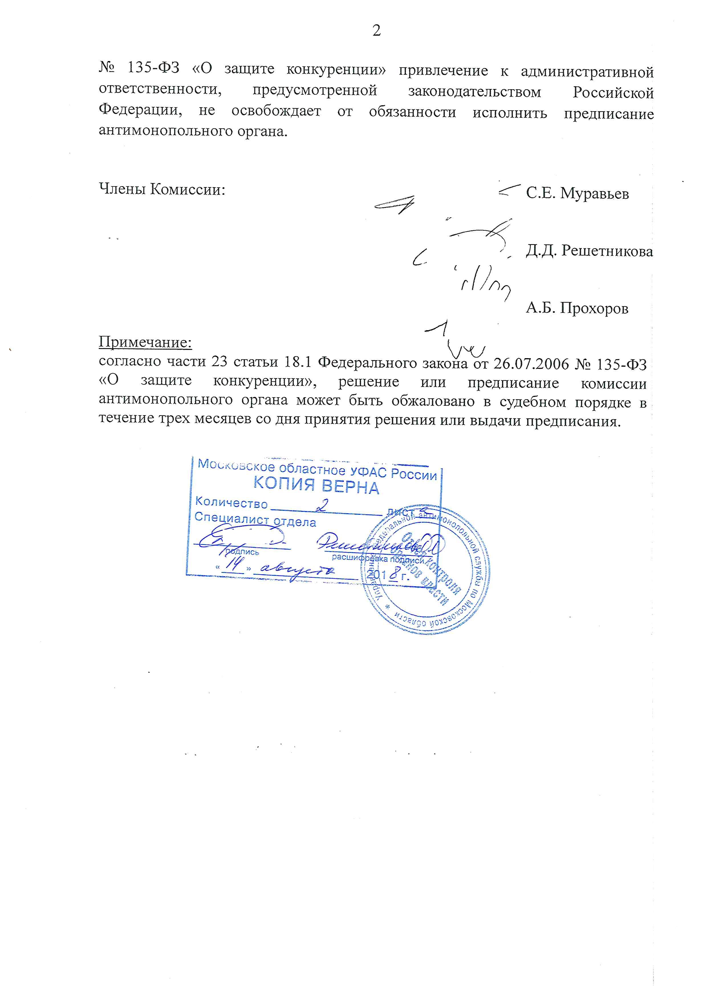 2
№ 135-ФЗ «О защите конкуренции» привлечение к административной
ответственности, предусмотренной законодательством Российской
Федерации, не освобождает от обязанности исполнить предписание
антимонопольного органа.
Члены Комиссии:
С.Е. Муравьев
Д.Д. Решетникова
А.Б. Прохоров
Примечание:
согласно части 23 статьи 18.1 Федерального закона от 26.07.2006 № 135-ФЗ
«О защите конкуренции», решение или предписание комиссии
антимонопольного органа может быть обжаловано в судебном порядке в
течение трех месяцев со дня принятия решения или выдачи предписания.
Московское областное УФАС России
КОПИЯ ВЕРНА
Количество 2 листа
Специалист отдела
подпись
Решетникова Д.Д
расшифровка подписи
« 14 » августа 2018 г.
Управление Федеральной антимонопольной службы по Московской области *
Отдел контроля
органов власти